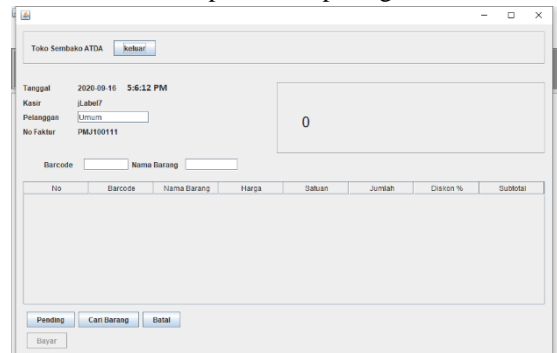 Toko Sembako ATDA keluar
Tanggal 2020-09-16 5:6:12 PM
Kasir jLabel7
Pelanggan Umum
No Faktur PMJ100111
0
Barcode Nama Barang
No Barcode Nama Barang Harga Satuan Jumlah Diskon % Subtotal
Pending Cari Barang Batal
Bayar